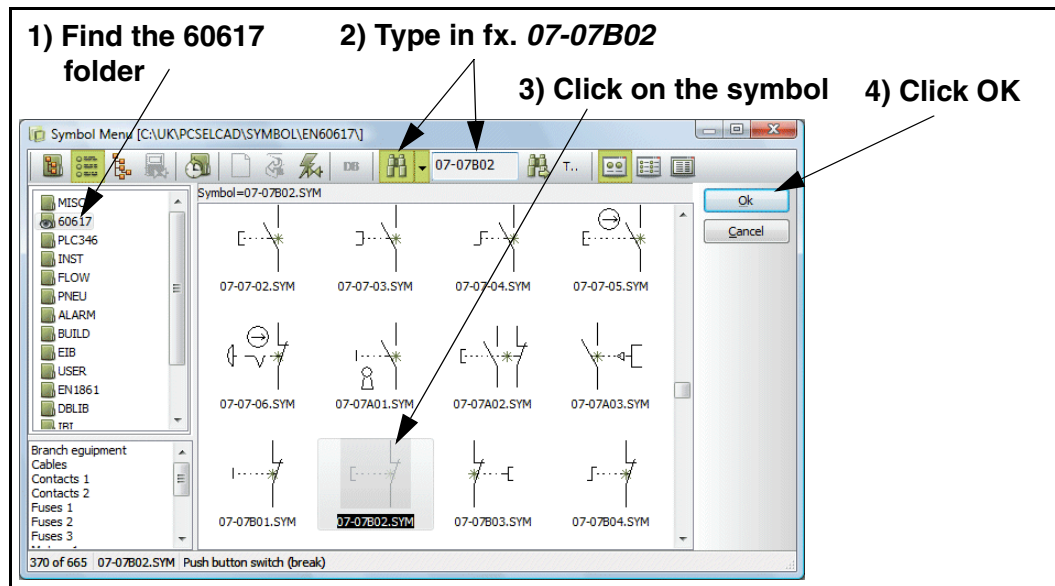 1) Find the 60617
folder
2) Type in fx. 07-07B02
3) Click on the symbol
4) Click OK
Symbol Menu [C:\UK\PCSELCAD\SYMBOL\EN60617\]
DB
07-07B02
T..
Symbol=07-07B02.SYM
Ok
Cancel
MISC
60617
PLC346
INST
FLOW
PNEU
ALARM
BUILD
EIB
USER
EN1861
DBLIB
07-07-02.SYM 07-07-03.SYM 07-07-04.SYM 07-07-05.SYM
07-07-06.SYM 07-07A01.SYM 07-07A02.SYM 07-07A03.SYM
07-07B01.SYM 07-07B02.SYM 07-07B03.SYM 07-07B04.SYM
Branch equipment
Cables
Contacts 1
Contacts 2
Fuses 1
Fuses 2
Fuses 3
370 of 665 07-07B02.SYM Push button switch (break)